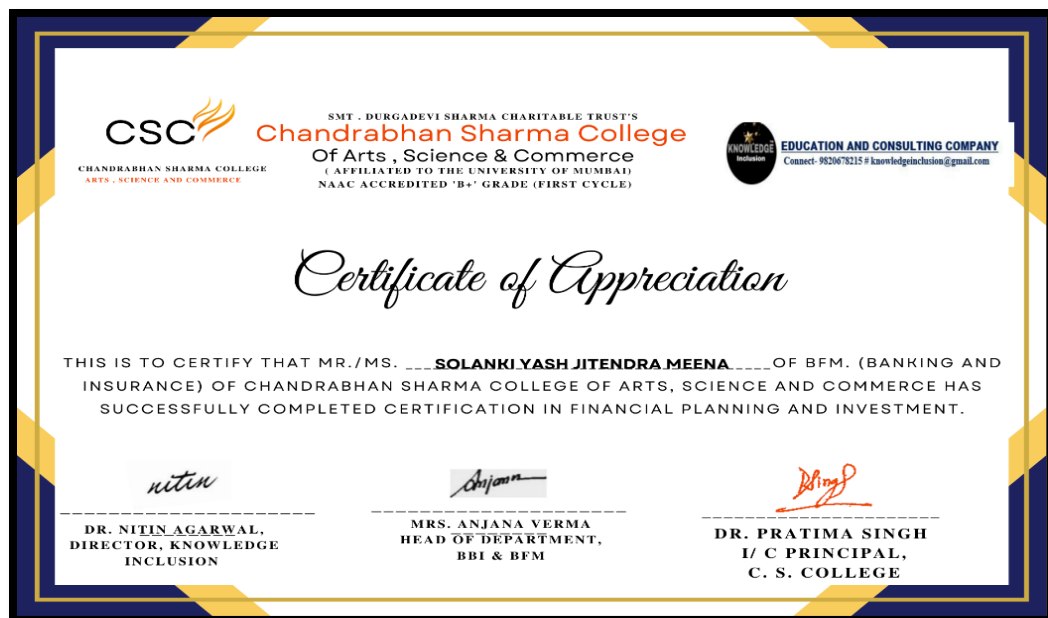 CSC
CHANDRABHAN SHARMA COLLEGE
ARTS , SCIENCE AND COMMERCE
SMT . DURGADEVI SHARMA CHARITABLE TRUST'S
Chandrabhan Sharma College
Of Arts , Science & Commerce
( AFFILIATED TO THE UNIVERSITY OF MUMBAI)
NAAC ACCREDITED 'B+' GRADE (FIRST CYCLE)
KNOWLEDGE
Inclusion
EDUCATION AND CONSULTING COMPANY
Connect- 9820678215 # knowledgeinclusion@gmail.com
Certificate of Appreciation
THIS IS TO CERTIFY THAT MR./MS. ___SOLANKI YASH JITENDRA MEENA_____OF BFM. (BANKING AND
INSURANCE) OF CHANDRABHAN SHARMA COLLEGE OF ARTS, SCIENCE AND COMMERCE HAS
SUCCESSFULLY COMPLETED CERTIFICATION IN FINANCIAL PLANNING AND INVESTMENT.
nitin
DR. NITIN AGARWAL,
DIRECTOR, KNOWLEDGE
INCLUSION
Anjana
MRS. ANJANA VERMA
HEAD OF DEPARTMENT,
BBI & BFM
PSingh
DR. PRATIMA SINGH
I/ C PRINCIPAL,
C. S. COLLEGE